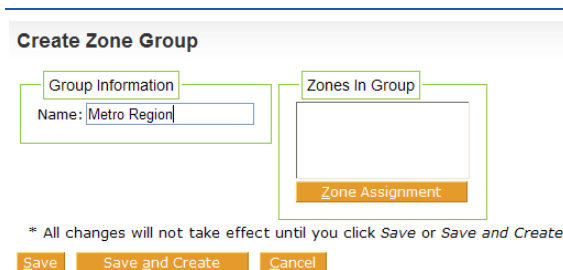 Create Zone Group
Group Information
Name: Metro Region
Zones In Group
Zone Assignment
* All changes will not take effect until you click Save or Save and Create
Save
Save and Create
Cancel